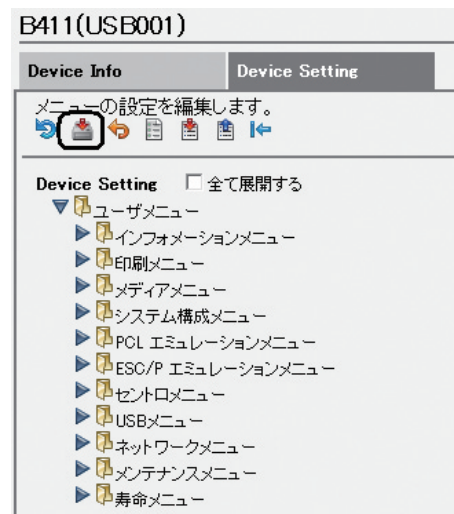 B411(USB001)
Device Info Device Setting
メニューの設定を編集します。
Device Setting 全て展開する
ユーザメニュー
インフォメーションメニュー
印刷メニュー
メディアメニュー
システム構成メニュー
PCL エミュレーションメニュー
ESC/P エミュレーションメニュー
セントロメニュー
USBメニュー
ネットワークメニュー
メンテナンスメニュー
寿命メニュー